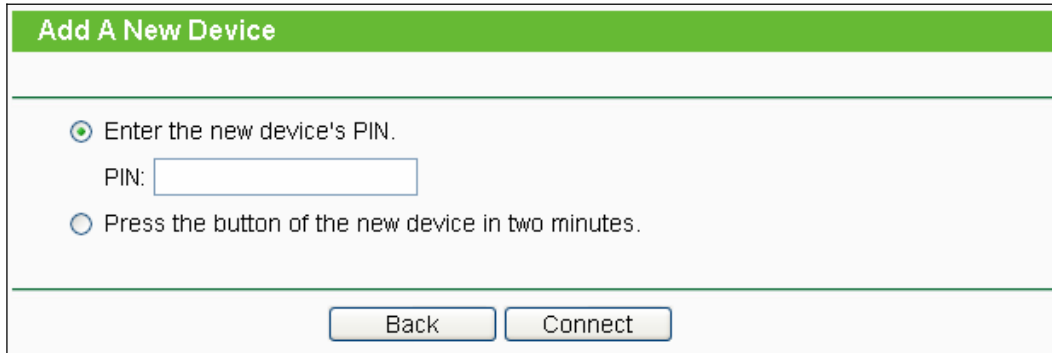 Add A New Device
Enter the new device's PIN.
PIN:
Press the button of the new device in two minutes.
Back Connect